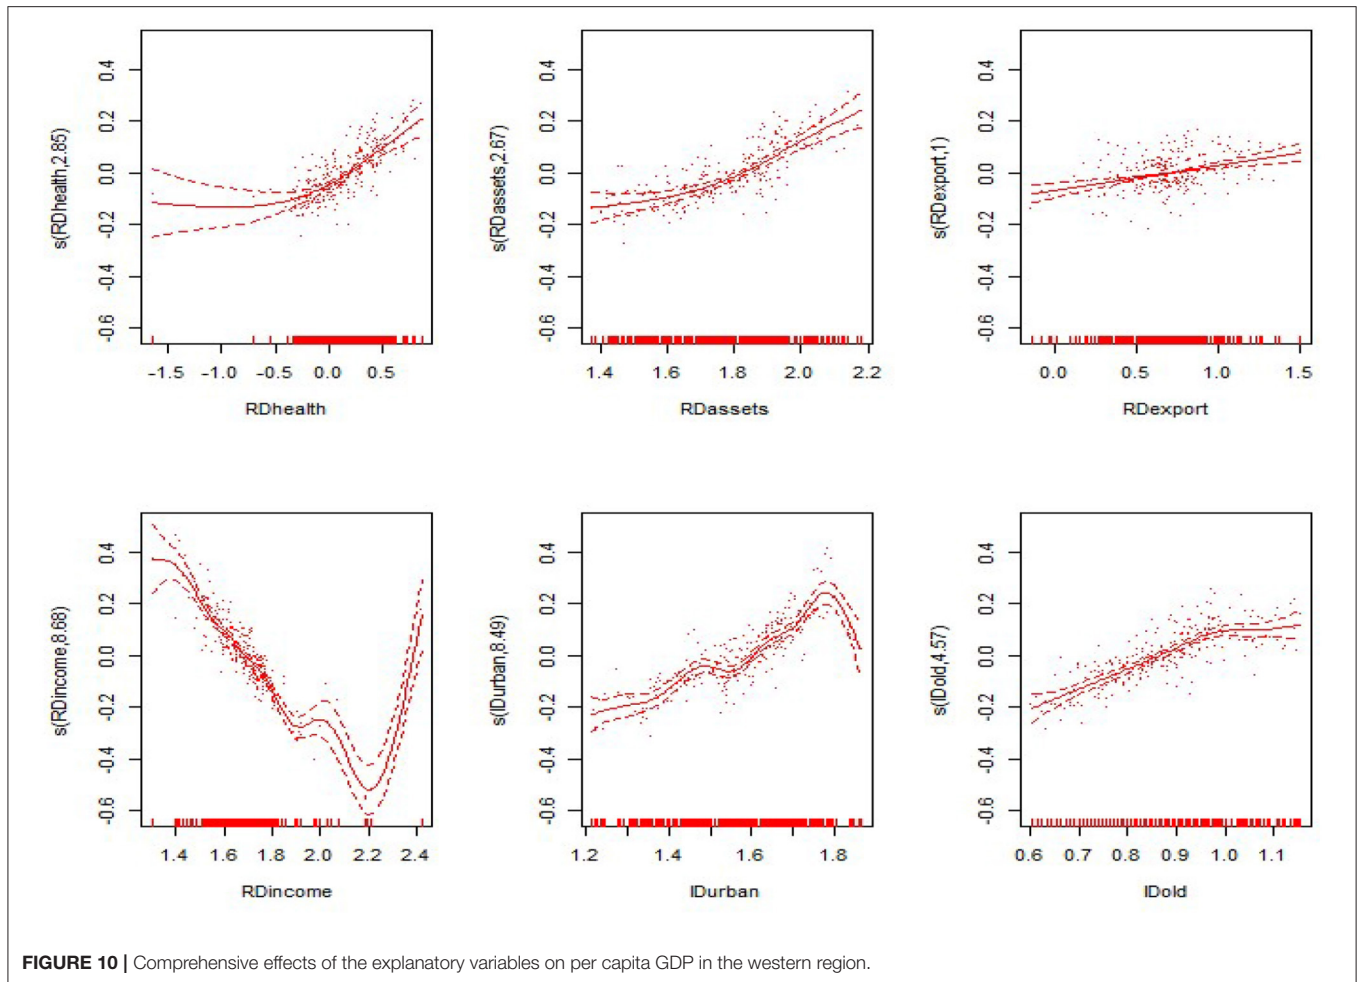 0.4
0.2
0.0
-0.2
-0.4
-0.6
s(RDhealth,2.85)
-1.5 -1.0 -0.5 0.0 0.5
RDhealth
0.4
0.2
0.0
-0.2
-0.4
-0.6
s(RDassets,2.67)
1.4 1.6 1.8 2.0 2.2
RDassets
0.4
0.2
0.0
-0.2
-0.4
-0.6
s(RDexport,1)
0.0 0.5 1.0 1.5
RDexport
0.4
0.2
0.0
-0.2
-0.4
-0.6
s(RDincome,8.68)
1.4 1.6 1.8 2.0 2.2 2.4
RDincome
0.4
0.2
0.0
-0.2
-0.4
-0.6
s(IDurban,8.49)
1.2 1.4 1.6 1.8
IDurban
0.4
0.2
0.0
-0.2
-0.4
-0.6
s(IDold,4.57)
0.6 0.7 0.8 0.9 1.0 1.1
IDold
FIGURE 10 | Comprehensive effects of the explanatory variables on per capita GDP in the western region.